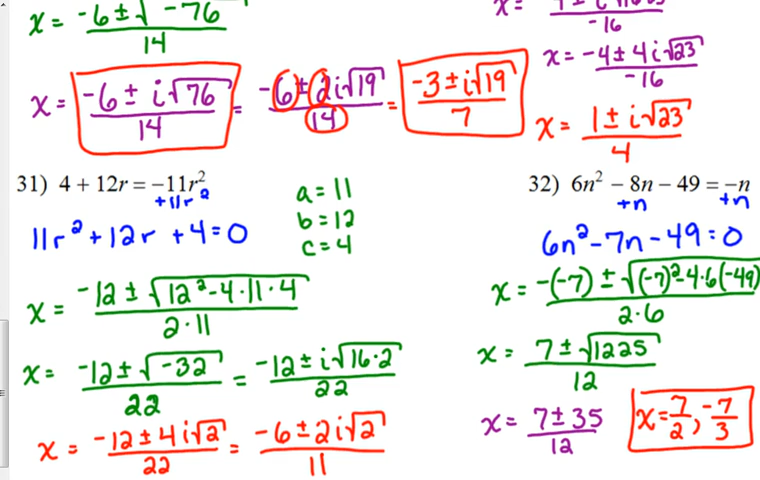 x = -6 ± √-76 / 14
x = -6 ± i√76 / 14 = -6 ± 2i√19 / 14 = -3 ± i√19 / 7
x = / -16
x = -4 ± 4i√23 / -16
x = 1 ± i√23 / 4
31) 4 + 12r = -11r²
+11r²
11r² + 12r + 4 = 0
a = 11
b = 12
c = 4
x = -12 ± √12² - 4 · 11 · 4 / 2 · 11
x = -12 ± √-32 / 22 = -12 ± i√16 · 2 / 22
x = -12 ± 4i√2 / 22 = -6 ± 2i√2 / 11
32) 6n² - 8n - 49 = -n
+n +n
6n² - 7n - 49 = 0
x = -(-7) ± √(-7)² - 4 · 6 (-49) / 2 · 6
x = 7 ± √1225 / 12
x = 7 ± 35 / 12
x = 7/2, -7/3